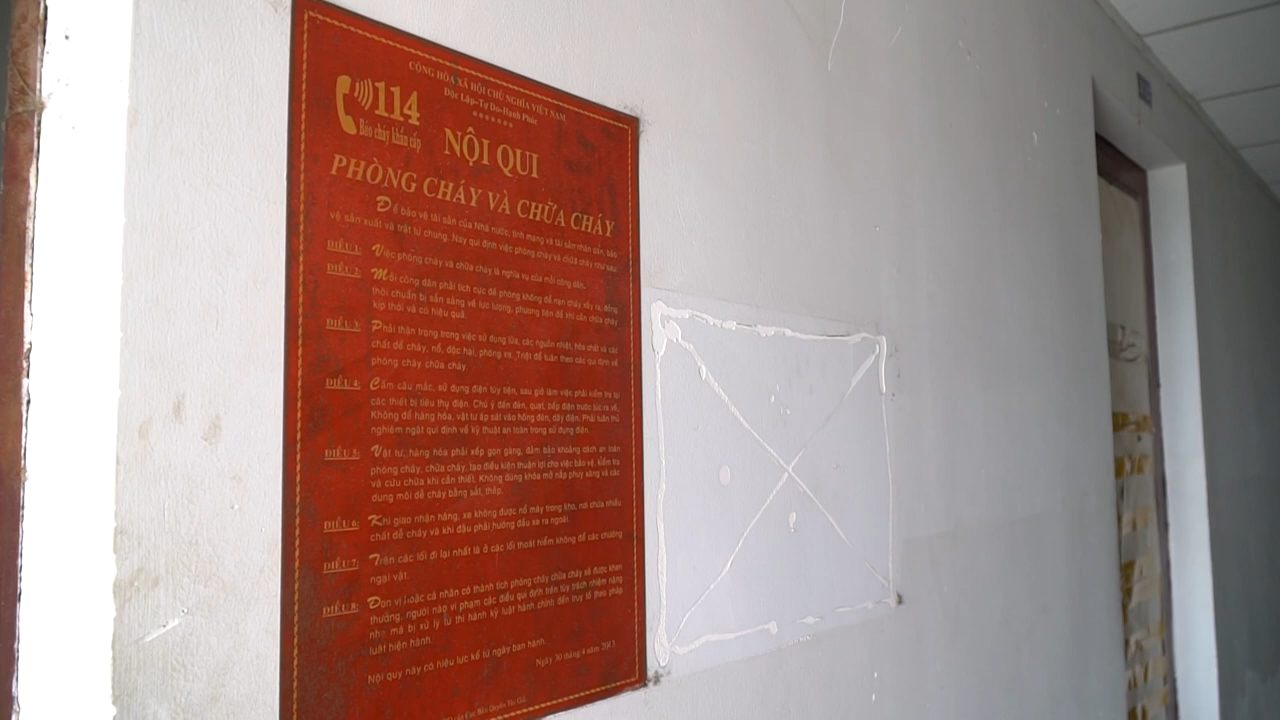 CỘNG HÒA XÃ HỘI CHỦ NGHĨA VIỆT NAM
Độc Lập-Tự Do-Hạnh Phúc
114
Báo cháy khẩn cấp
NỘI QUI
PHÒNG CHÁY VÀ CHỮA CHÁY
Để bảo vệ tài sản của Nhà nước, tính mạng và tài sản nhân dân, bảo
vệ sản xuất và trật tự chung. Nay qui định việc phòng cháy và chữa cháy như sau:
ĐIỀU 1: Việc phòng cháy và chữa cháy là nghĩa vụ của mỗi công dân.
ĐIỀU 2: Mỗi công dân phải tích cực đề phòng không để nạn cháy xảy ra, đồng
thời chuẩn bị sẵn sàng về lực lượng, phương tiện để khi cần chữa cháy
kịp thời và có hiệu quả.
ĐIỀU 3: Phải thận trọng trong việc sử dụng lửa, các nguồn nhiệt, hóa chất và các
chất dễ cháy, nổ, độc hại, phóng xạ. Triệt để tuân theo các qui định về
phòng cháy chữa cháy.
ĐIỀU 4: Cấm câu mắc, sử dụng điện tùy tiện, sau giờ làm việc phải kiểm tra lại
các thiết bị tiêu thụ điện. Chú ý đến đèn, quạt, bếp điện trước lúc ra về.
Không để hàng hóa, vật tư áp sát vào hông đèn, dây điện. Phải tuân thủ
nghiêm ngặt qui định về kỹ thuật an toàn trong sử dụng điện.
ĐIỀU 5: Vật tư, hàng hóa phải xếp gọn gàng, đảm bảo khoảng cách an toàn
phòng cháy, chữa cháy, tạo điều kiện thuận lợi cho việc bảo vệ, kiểm tra
và cứu chữa khi cần thiết. Không dùng khóa mở nắp phuy xăng và các
dung môi dễ cháy bằng sắt, thép.
ĐIỀU 6: Khi giao nhận hàng, xe không được nổ máy trong kho, nơi chứa nhiều
chất dễ cháy và khi đậu phải hướng đầu xe ra ngoài.
ĐIỀU 7: Trên các lối đi lại nhất là ở các lối thoát hiểm không để các chướng
ngại vật.
ĐIỀU 8: Đơn vị hoặc cá nhân có thành tích phòng cháy chữa cháy sẽ được khen
thưởng, người nào vi phạm các điều qui định trên tùy trách nhiệm nặng
nhẹ mà bị xử lý từ thi hành kỷ luật hành chính đến truy tố theo pháp
luật hiện hành.
Nội quy này có hiệu lực kể từ ngày ban hành.
Ngày 30 tháng 4 năm
Cục Bản Quyền Tác Giả